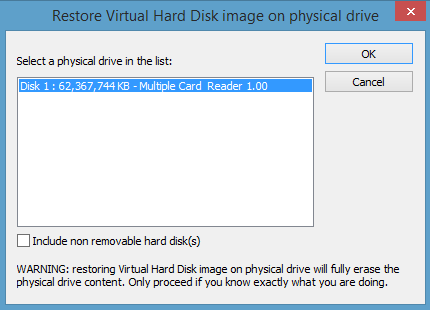 Restore Virtual Hard Disk image on physical drive
OK
Select a physical drive in the list:
Cancel
Disk 1 : 62,367,744 KB - Multiple Card  Reader 1.00
Include non removable hard disk(s)
WARNING: restoring Virtual Hard Disk image on physical drive will fully erase the
physical drive content. Only proceed if you know exactly what you are doing.